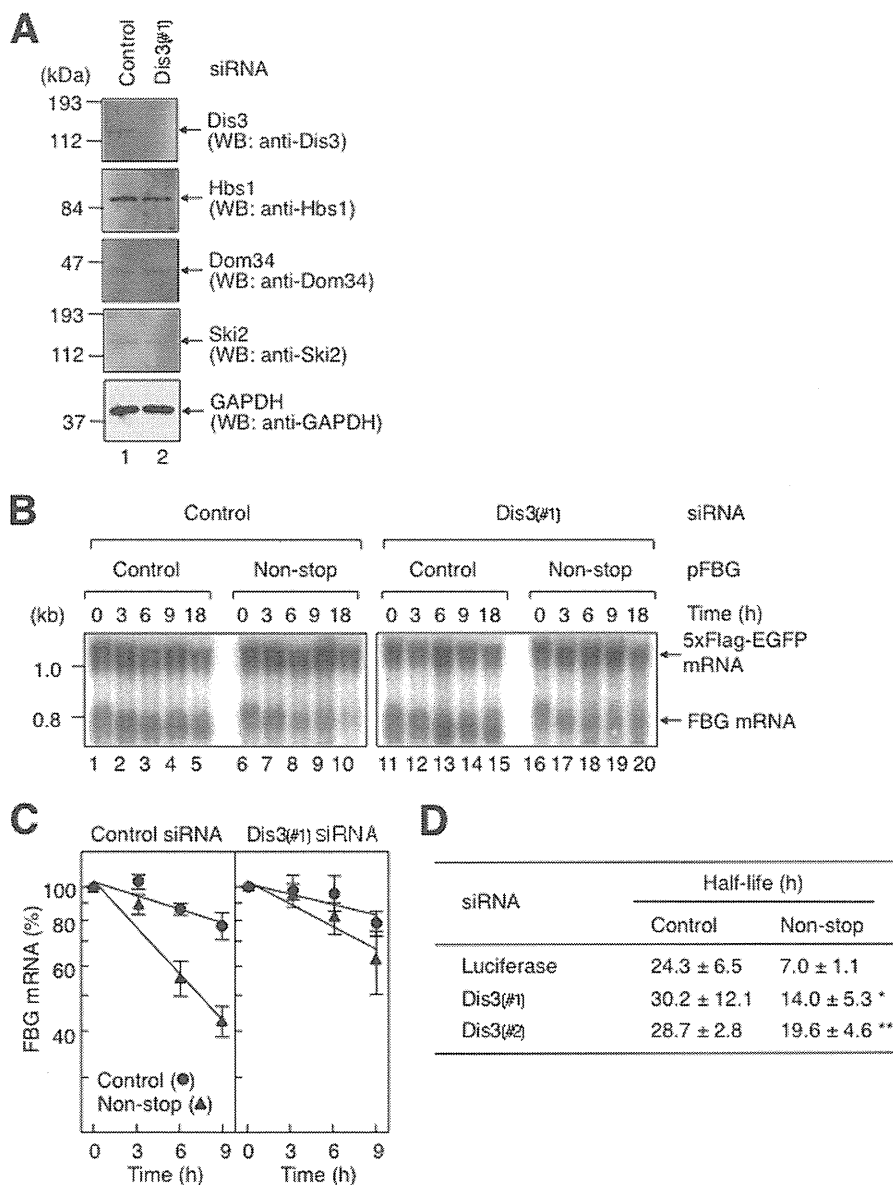 A
Control
Dis3(#1)
(kDa)
siRNA
193
112
Dis3
(WB: anti-Dis3)
84
Hbs1
(WB: anti-Hbs1)
47
Dom34
(WB: anti-Dom34)
193
112
Ski2
(WB: anti-Ski2)
37
GAPDH
(WB: anti-GAPDH)
1 2
B
Control Dis3(#1) siRNA
Control Non-stop Control Non-stop pFBG
0 3 6 9 18 0 3 6 9 18 0 3 6 9 18 0 3 6 9 18 Time (h)
(kb)
1.0
5xFlag-EGFP
mRNA
0.8
FBG mRNA
1 2 3 4 5 6 7 8 9 10 11 12 13 14 15 16 17 18 19 20
C
Control siRNA Dis3(#1) siRNA
FBG mRNA (%)
100
80
60
40
Control (●)
Non-stop (▲)
0 3 6 9 0 3 6 9
Time (h) Time (h)
D
siRNA
Half-life (h)
Control Non-stop
Luciferase 24.3 ± 6.5 7.0 ± 1.1
Dis3(#1) 30.2 ± 12.1 14.0 ± 5.3 *
Dis3(#2) 28.7 ± 2.8 19.6 ± 4.6 **